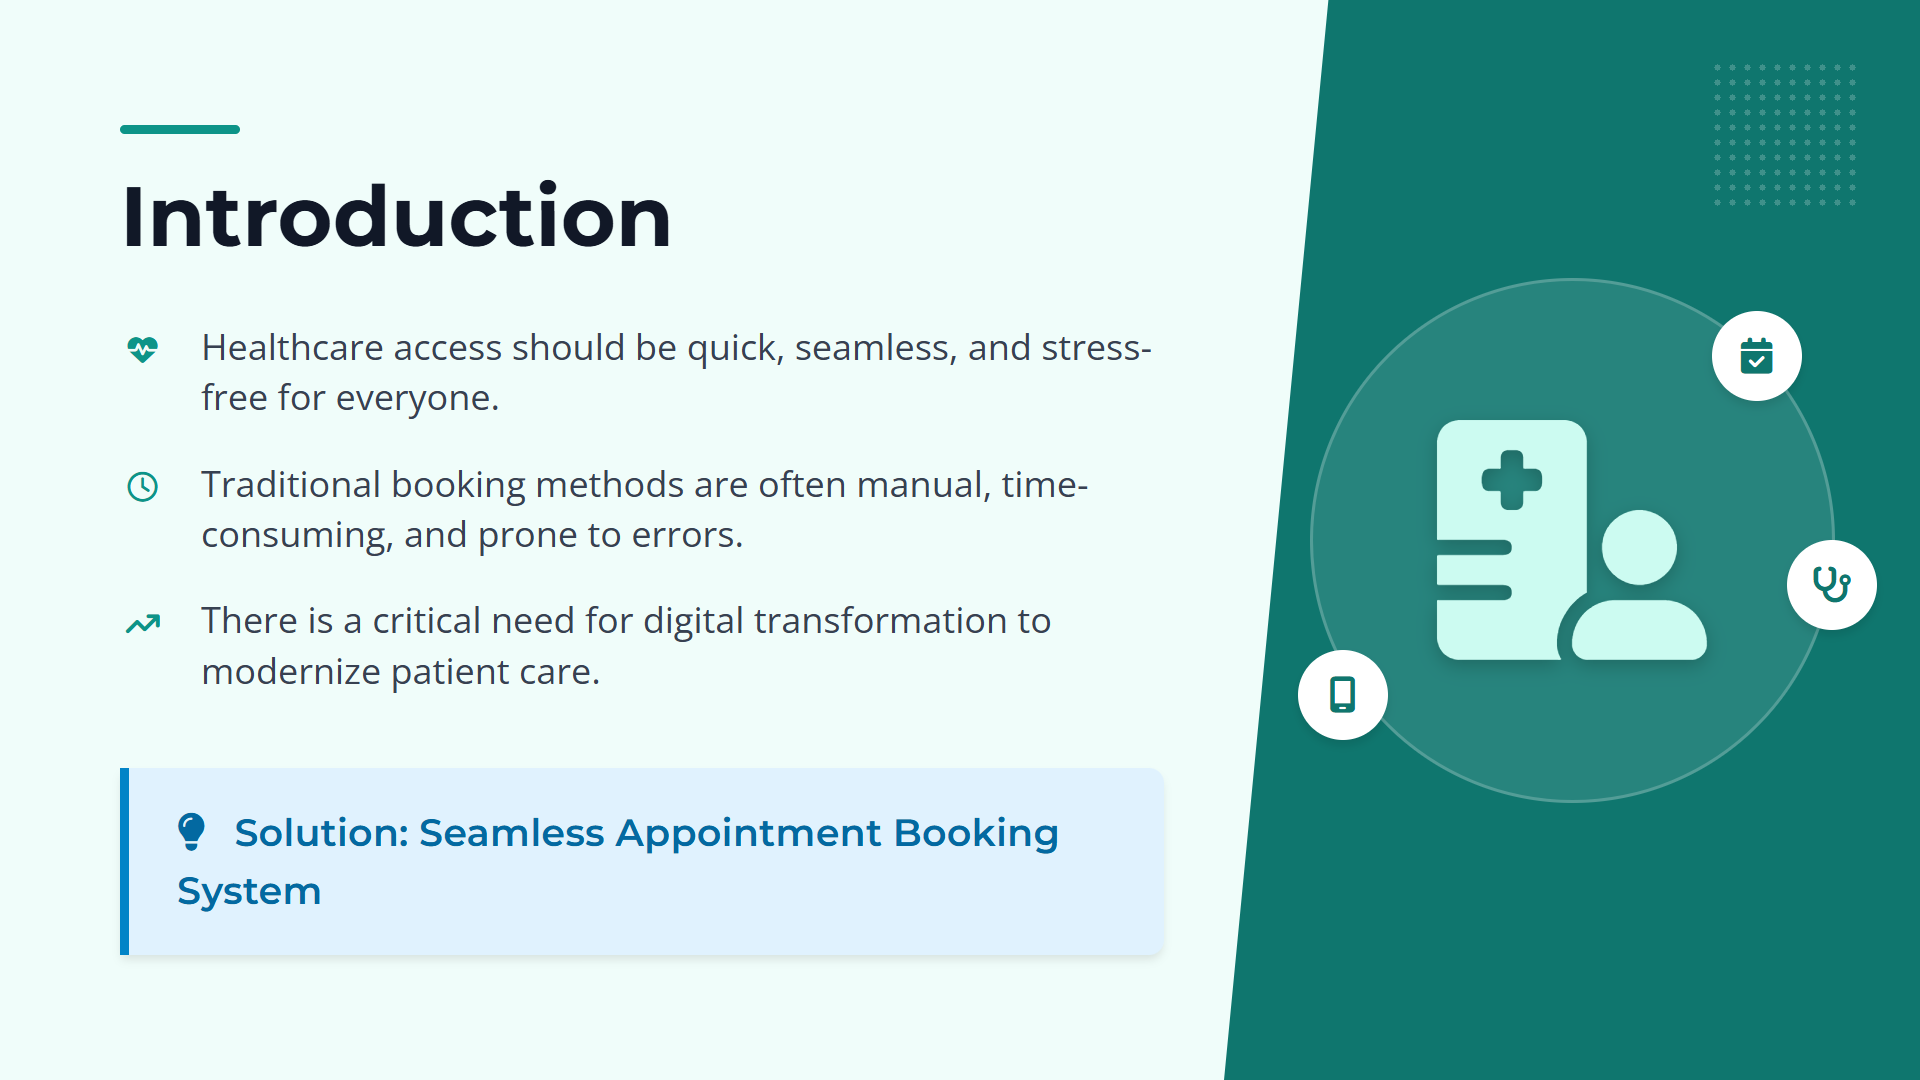 Introduction
Healthcare access should be quick, seamless, and stress-
free for everyone.
Traditional booking methods are often manual, time-
consuming, and prone to errors.
There is a critical need for digital transformation to
modernize patient care.
Solution: Seamless Appointment Booking
System